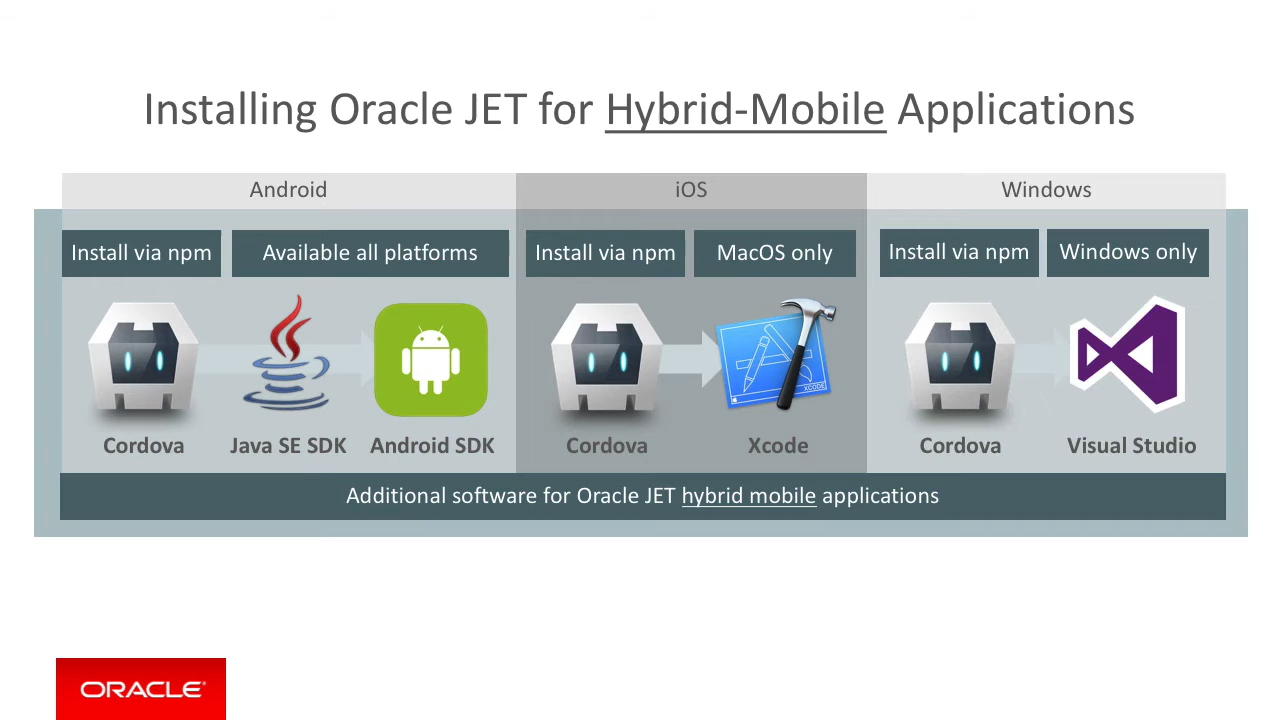 Installing Oracle JET for Hybrid-Mobile Applications
Android
iOS
Windows
Install via npm
Available all platforms
Install via npm
MacOS only
Install via npm
Windows only
XCODE
Cordova
Java SE SDK
Android SDK
Cordova
Xcode
Cordova
Visual Studio
Additional software for Oracle JET hybrid mobile applications
ORACLE®